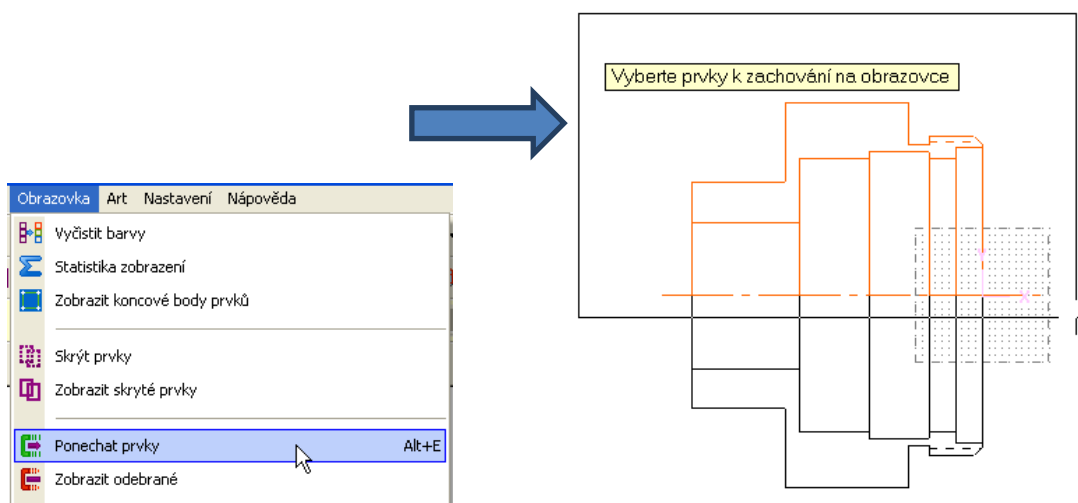 Vyberte prvky k zachování na obrazovce
Obrazovka Art Nastavení Nápověda
Vyčistit barvy
Statistika zobrazení
Zobrazit koncové body prvků
Skrýt prvky
Zobrazit skryté prvky
Ponechat prvky Alt+E
Zobrazit odebrané
Y
X